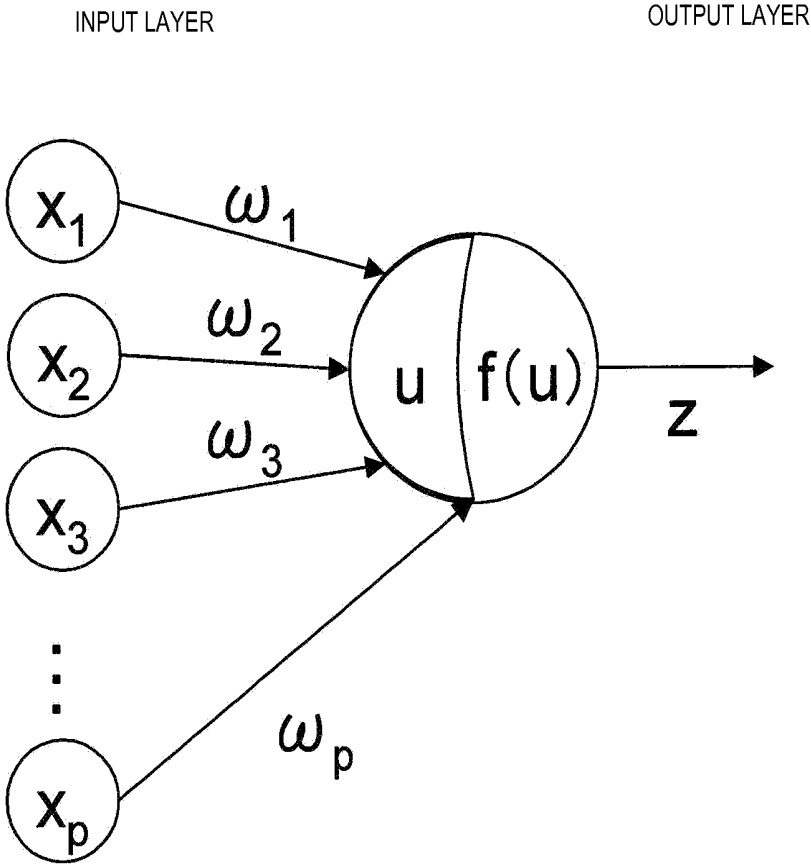 INPUT LAYER
OUTPUT LAYER
x₁
ω₁
x₂
ω₂
u
f(u)
z
x₃
ω₃
⋮
ωₚ
xₚ